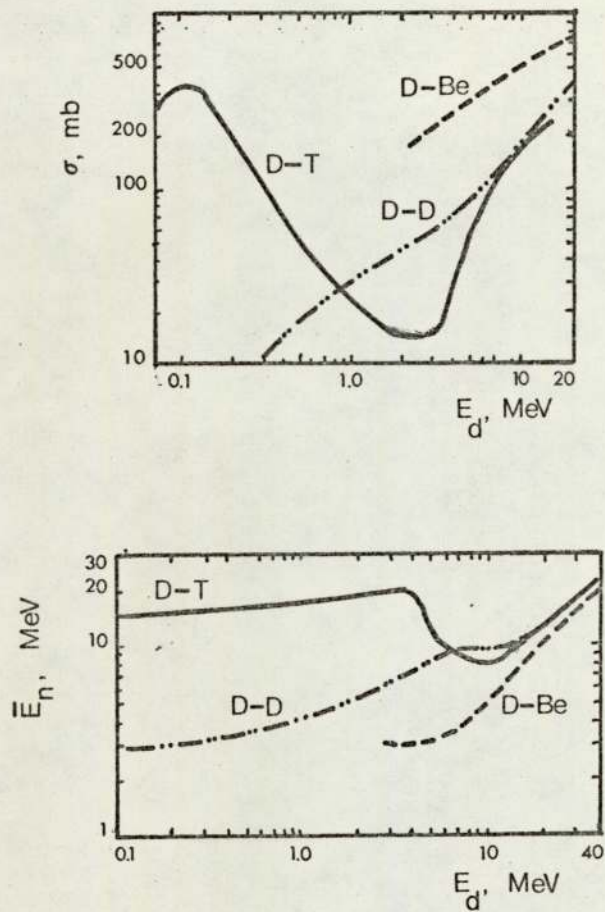 500
200
100
10
σ, mb
D-Be
D-T
D-D
0.1 1.0 10 20
E_d, MeV
30
20
10
1
E̅_n, MeV
D-T
D-D
D-Be
0.1 1.0 10 40
E_d, MeV